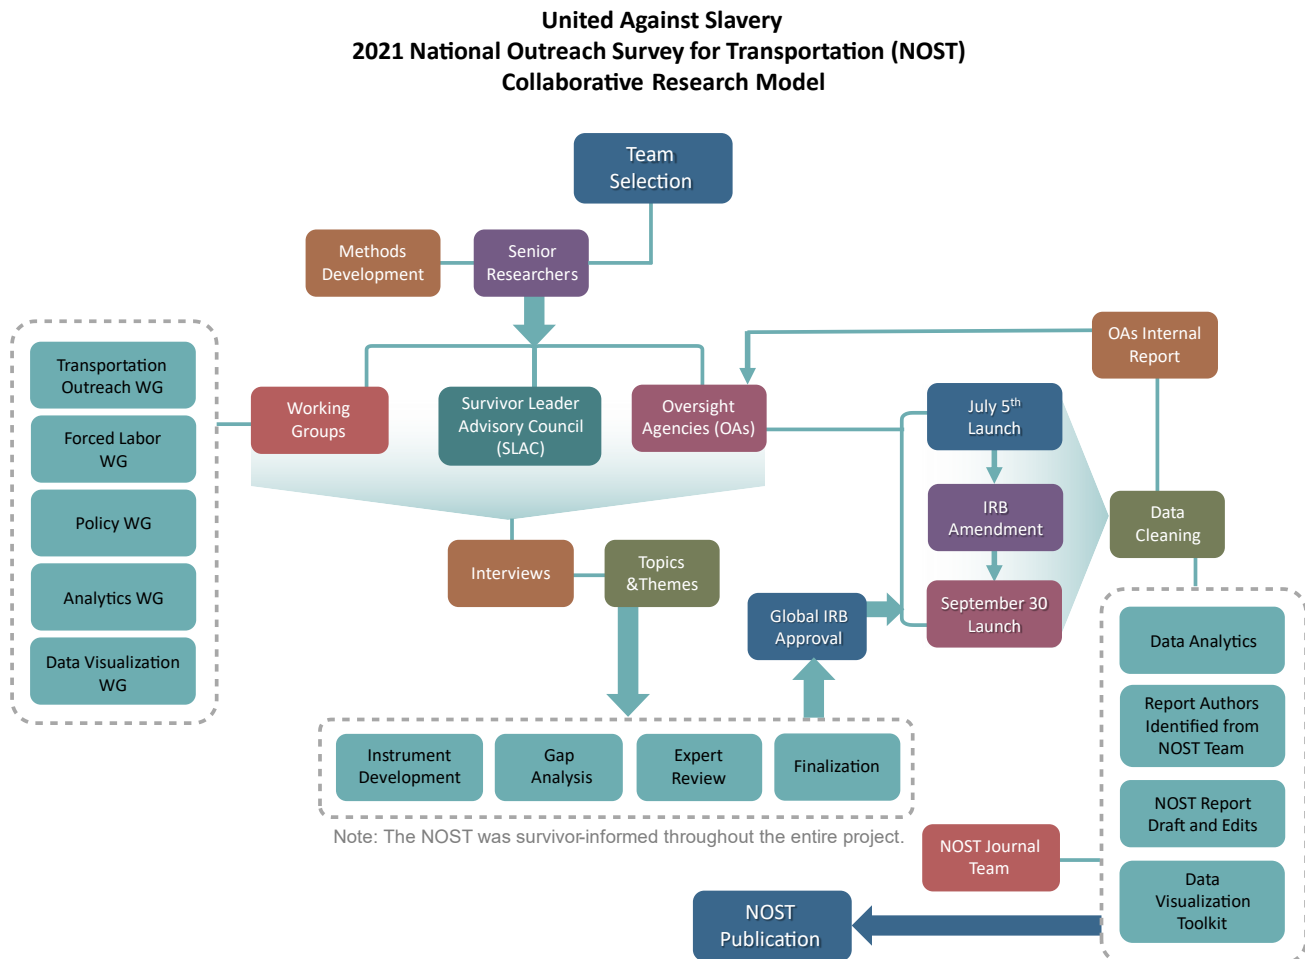 United Against Slavery
2021 National Outreach Survey for Transportation (NOST)
Collaborative Research Model
Team
Selection
Methods
Development
Senior
Researchers
OAs Internal
Report
Transportation
Outreach WG
Forced Labor
WG
Policy WG
Analytics WG
Data Visualization
WG
Working
Groups
Survivor Leader
Advisory Council
(SLAC)
Oversight
Agencies (OAs)
July 5th
Launch
IRB
Amendment
September 30
Launch
Data
Cleaning
Interviews
Topics
&Themes
Global IRB
Approval
Instrument
Development
Gap
Analysis
Expert
Review
Finalization
Note: The NOST was survivor-informed throughout the entire project.
Data Analytics
Report Authors
Identified from
NOST Team
NOST Report
Draft and Edits
Data
Visualization
Toolkit
NOST Journal
Team
NOST
Publication